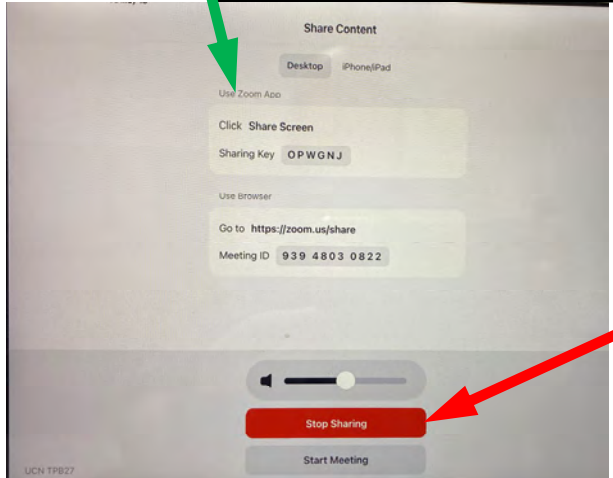 Share Content
Desktop iPhone/iPad
Use Zoom App
Click Share Screen
Sharing Key OPWGNJ
Use Browser
Go to https://zoom.us/share
Meeting ID 939 4803 0822
Stop Sharing
Start Meeting
UCN TPB27